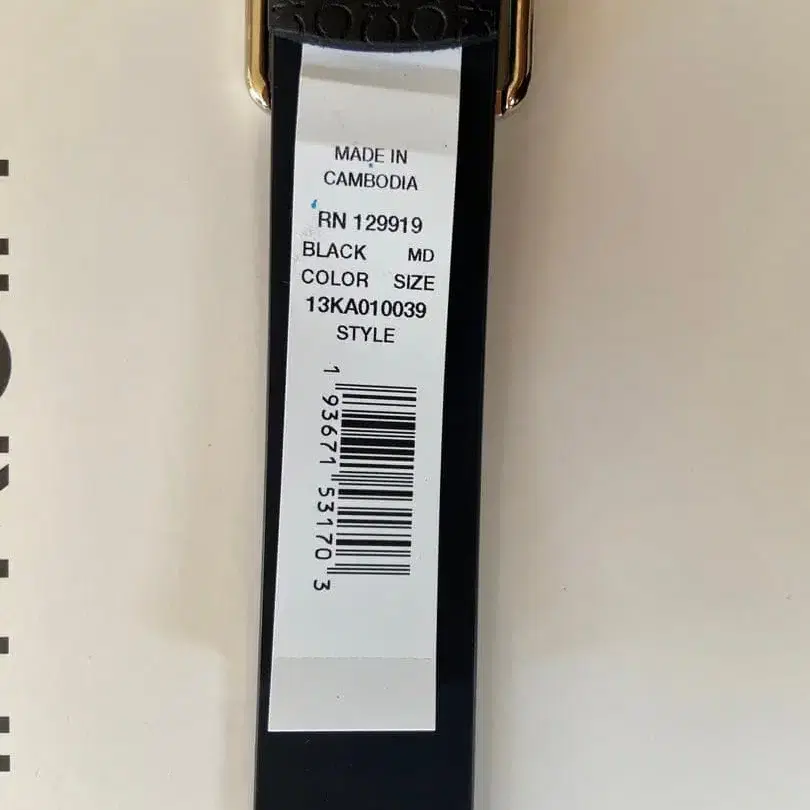 MADE IN
CAMBODIA
RN 129919
BLACK MD
COLOR SIZE
13KA010039
STYLE
1 93671 53170 3